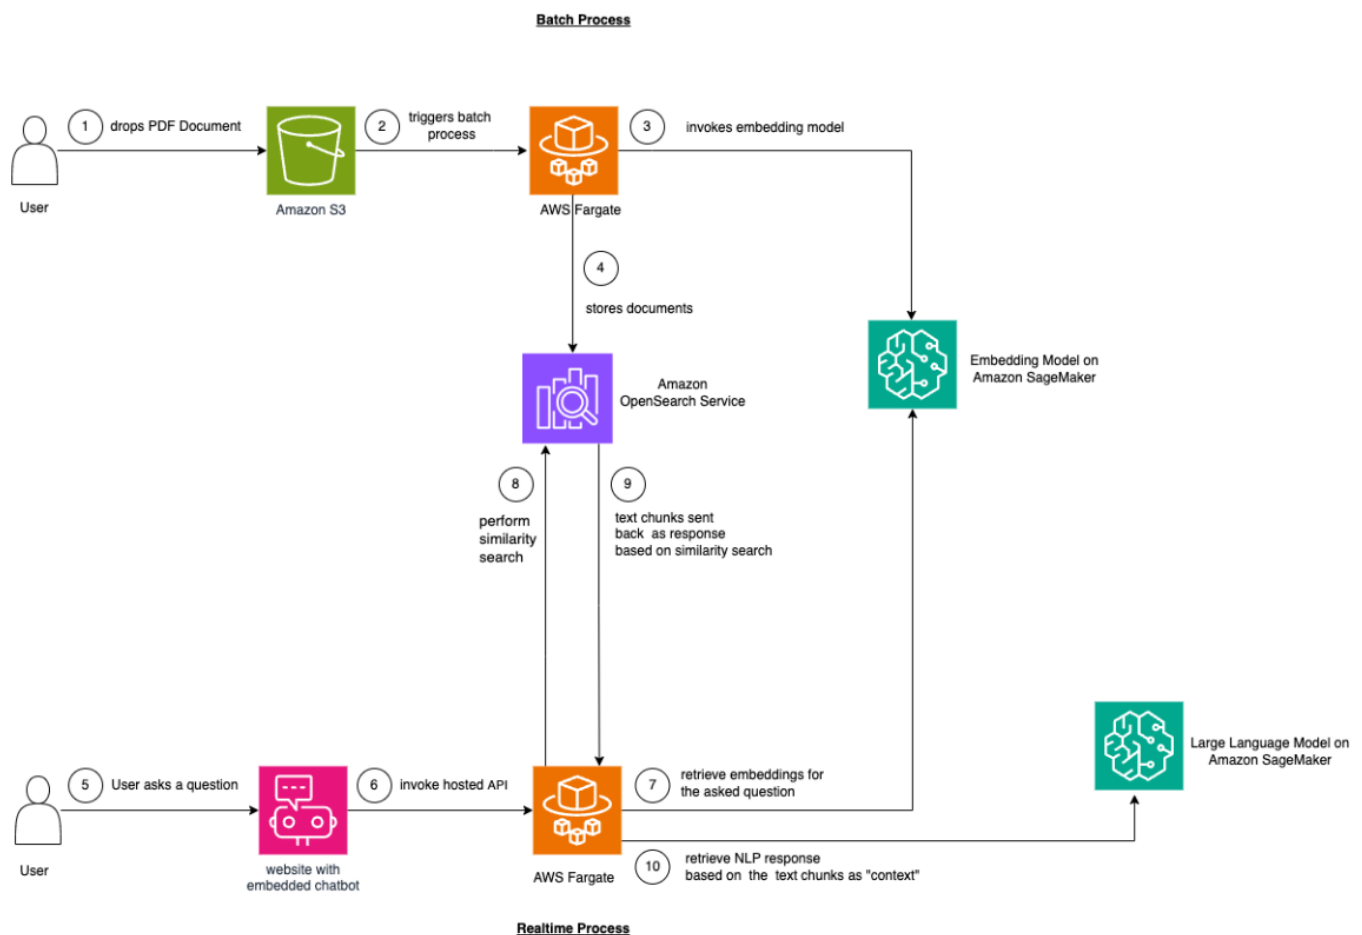 Batch Process
1
drops PDF Document
2
triggers batch
process
3
invokes embedding model
User
Amazon S3
AWS Fargate
4
stores documents
Amazon
OpenSearch Service
Embedding Model on
Amazon SageMaker
8
perform
similarity
search
9
text chunks sent
back as response
based on similarity search
Large Language Model on
Amazon SageMaker
5
User asks a question
6
invoke hosted API
7
retrieve embeddings for
the asked question
User
website with
embedded chatbot
AWS Fargate
10
retrieve NLP response
based on the text chunks as "context"
Realtime Process